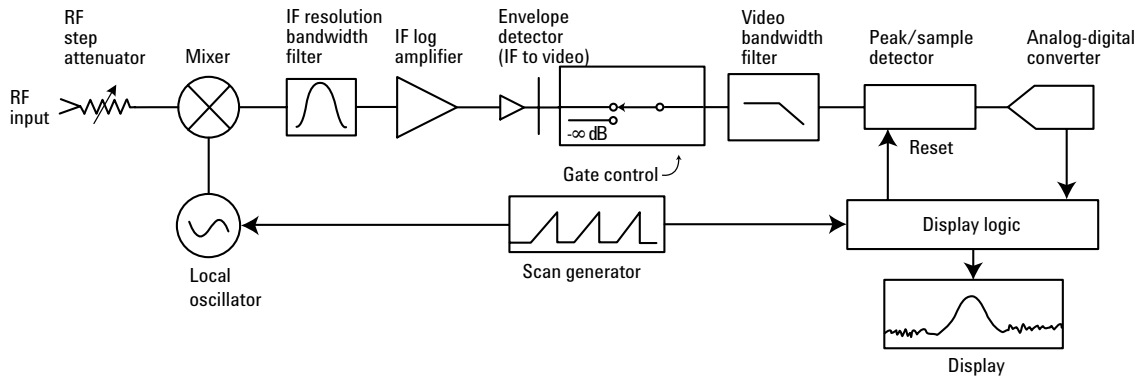 RF
step
attenuator
Mixer
IF resolution
bandwidth
filter
IF log
amplifier
Envelope
detector
(IF to video)
Video
bandwidth
filter
Peak/sample
detector
Analog-digital
converter
RF
input
-∞ dB
Gate control
Reset
Local
oscillator
Scan generator
Display logic
Display